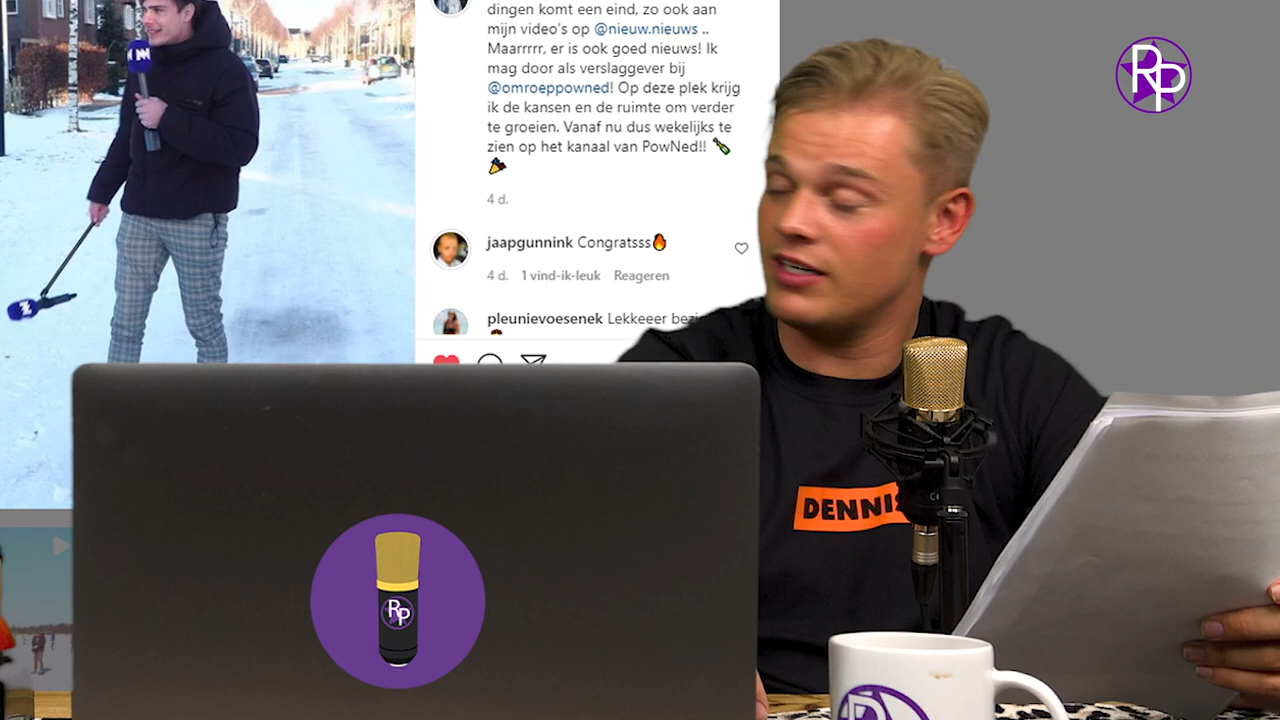 dingen komt een eind, zo ook aan
mijn video's op @nieuw.nieuws ..
Maarrrrr, er is ook goed nieuws! Ik
mag door als verslaggever bij
@omroeppowned! Op deze plek krijg
ik de kansen en de ruimte om verder
te groeien. Vanaf nu dus wekelijks te
zien op het kanaal van PowNed!!
4 d.
jaapgunnink Congratsss
4 d. 1 vind-ik-leuk Reageren
pleunievoesenek Lekkeeer
RP
DENNIS
RP
N
N